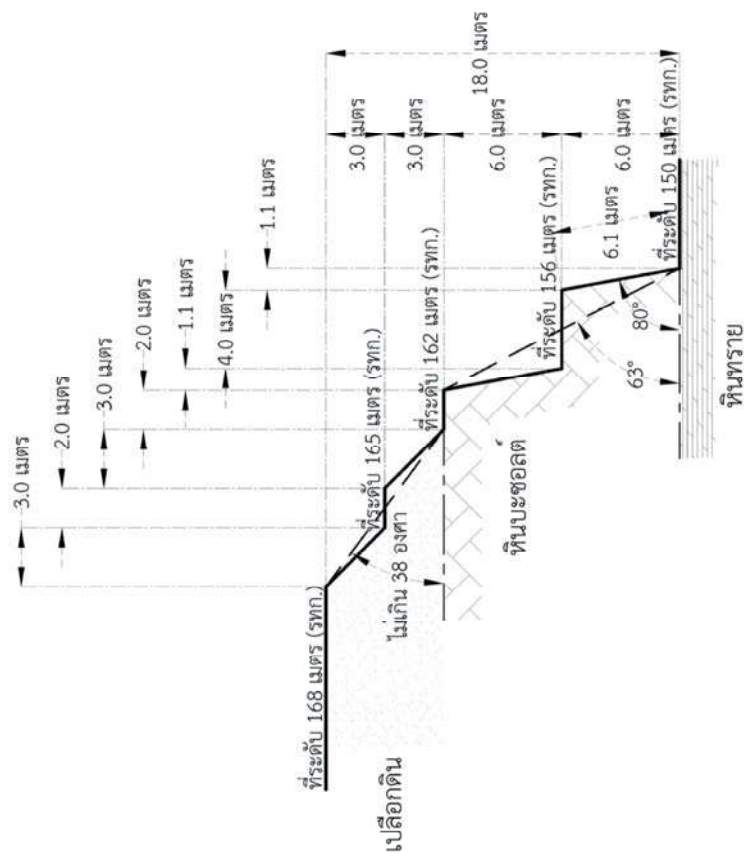 3.0 เมตร
2.0 เมตร
3.0 เมตร
2.0 เมตร
1.1 เมตร
4.0 เมตร
1.1 เมตร
ที่ระดับ 168 เมตร (รทก.)
เปลือกดิน
ไม่เกิน 38 องศา
ที่ระดับ 165 เมตร (รทก.)
ที่ระดับ 162 เมตร (รทก.)
หินบะซอลต์
ที่ระดับ 156 เมตร (รทก.)
63°
80°
6.1 เมตร
ที่ระดับ 150 เมตร (รทก.)
หินทราย
3.0 เมตร
3.0 เมตร
6.0 เมตร
6.0 เมตร
18.0 เมตร